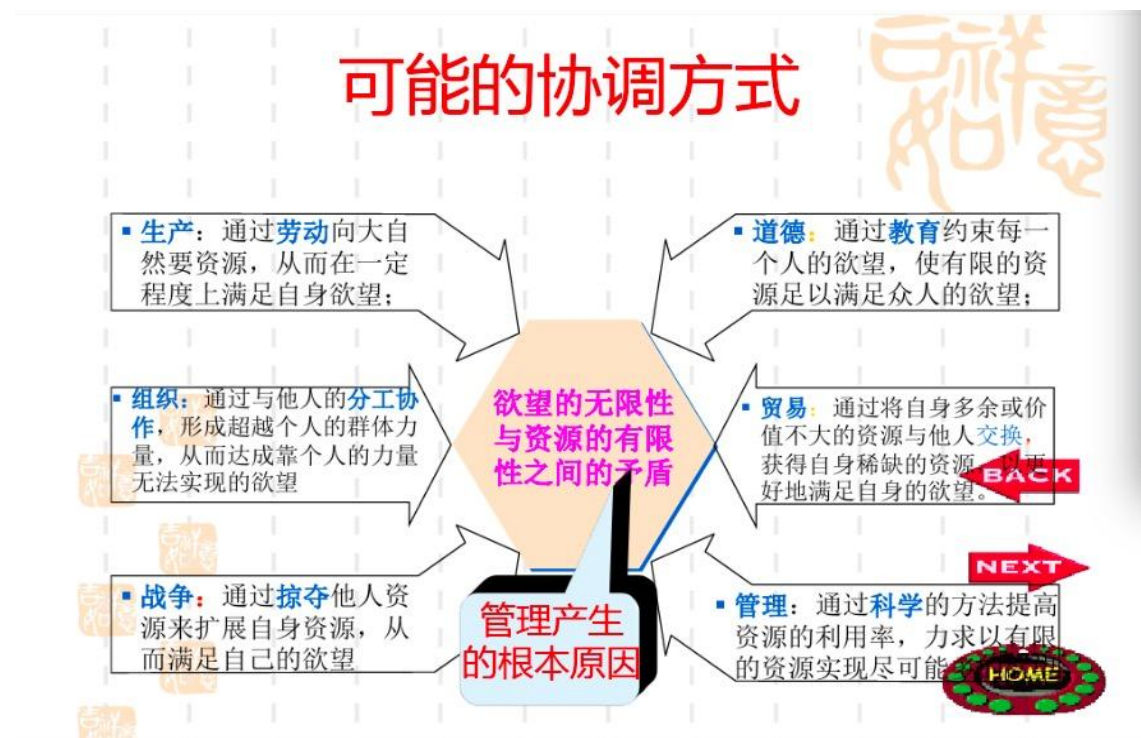 可能的协调方式
吉祥
如意
生产：通过劳动向大自
然要资源，从而在一定
程度上满足自身欲望；
道德：通过教育约束每一
个人的欲望，使有限的资
源足以满足众人的欲望；
组织：通过与他人的分工协
作，形成超越个人的群体力
量，从而达成靠个人的力量
无法实现的欲望
欲望的无限性
与资源的有限
性之间的矛盾
贸易：通过将自身多余或价
值不大的资源与他人交换，
获得自身稀缺的资源，以更
好地满足自身的欲望。
BACK
NEXT
战争：通过掠夺他人资
源来扩展自身资源，从
而满足自己的欲望
管理产生
的根本原因
管理：通过科学的方法提高
资源的利用率，力求以有限
的资源实现尽可能
HOME